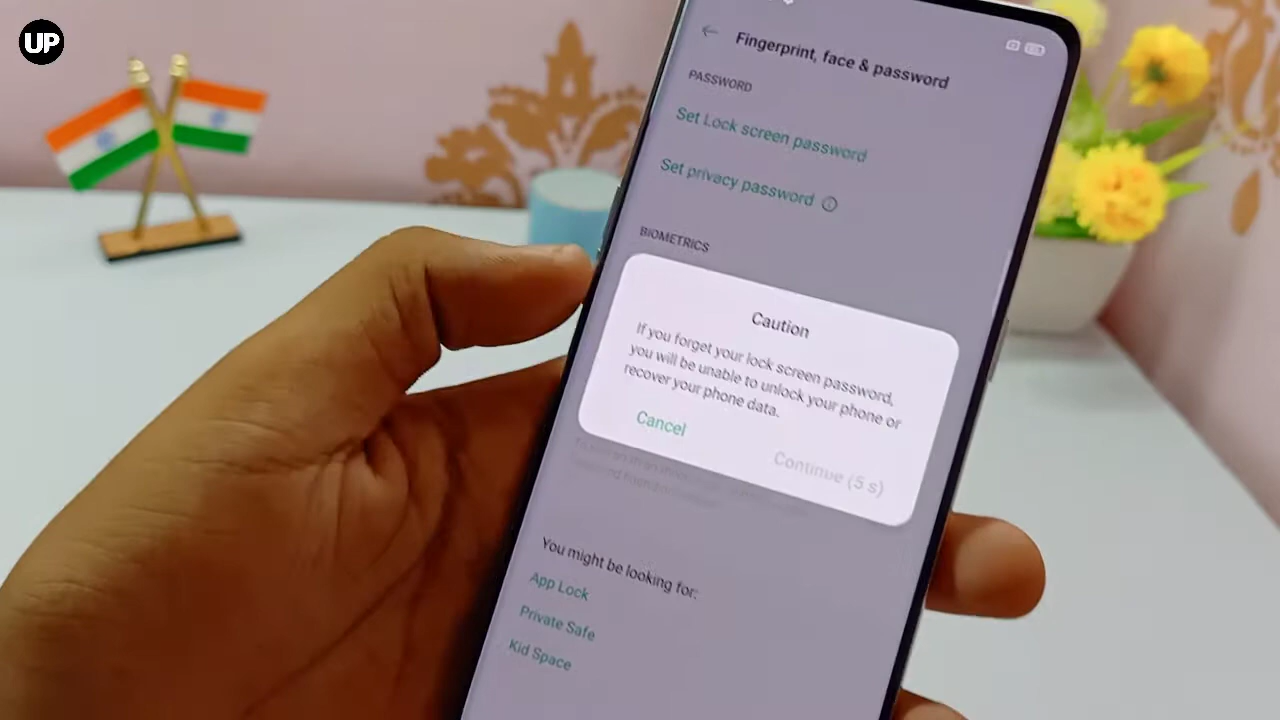 UP
Fingerprint, face & password
PASSWORD
Set Lock screen password
Set privacy password
BIOMETRICS
Caution
If you forget your lock screen password,
you will be unable to unlock your phone or
recover your phone data.
Cancel
Continue (5 s)
You might be looking for:
App Lock
Private Safe
Kid Space